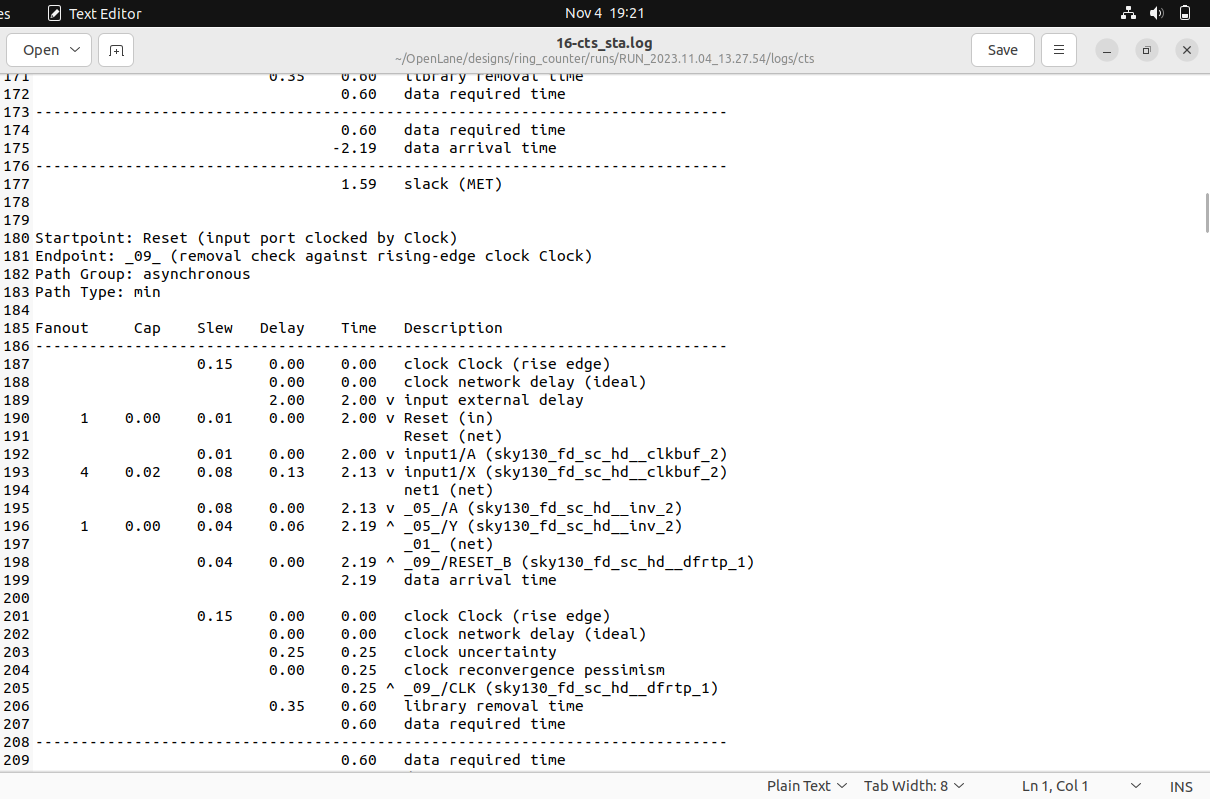 es Text Editor Nov 4 19:21
Open 16-cts_sta.log Save
~/OpenLane/designs/ring_counter/runs/RUN_2023.11.04_13.27.54/logs/cts
171                           0.35    0.60   library removal time
172                                   0.60   data required time
173 -----------------------------------------------------------------------------
174                                   0.60   data required time
175                                  -2.19   data arrival time
176 -----------------------------------------------------------------------------
177                                   1.59   slack (MET)
178
179
180 Startpoint: Reset (input port clocked by Clock)
181 Endpoint: _09_ (removal check against rising-edge clock Clock)
182 Path Group: asynchronous
183 Path Type: min
184
185 Fanout     Cap    Slew   Delay    Time   Description
186 -----------------------------------------------------------------------------
187                   0.15    0.00    0.00   clock Clock (rise edge)
188                           0.00    0.00   clock network delay (ideal)
189                           2.00    2.00 v input external delay
190      1    0.00    0.01    0.00    2.00 v Reset (in)
191                                          Reset (net)
192                   0.01    0.00    2.00 v input1/A (sky130_fd_sc_hd__clkbuf_2)
193      4    0.02    0.08    0.13    2.13 v input1/X (sky130_fd_sc_hd__clkbuf_2)
194                                          net1 (net)
195                   0.08    0.00    2.13 v _05_/A (sky130_fd_sc_hd__inv_2)
196      1    0.00    0.04    0.06    2.19 ^ _05_/Y (sky130_fd_sc_hd__inv_2)
197                                          _01_ (net)
198                   0.04    0.00    2.19 ^ _09_/RESET_B (sky130_fd_sc_hd__dfrtp_1)
199                                   2.19   data arrival time
200
201                   0.15    0.00    0.00   clock Clock (rise edge)
202                           0.00    0.00   clock network delay (ideal)
203                           0.25    0.25   clock uncertainty
204                           0.00    0.25   clock reconvergence pessimism
205                                   0.25 ^ _09_/CLK (sky130_fd_sc_hd__dfrtp_1)
206                           0.35    0.60   library removal time
207                                   0.60   data required time
208 -----------------------------------------------------------------------------
209                                   0.60   data required time
Plain Text Tab Width: 8 Ln 1, Col 1 INS